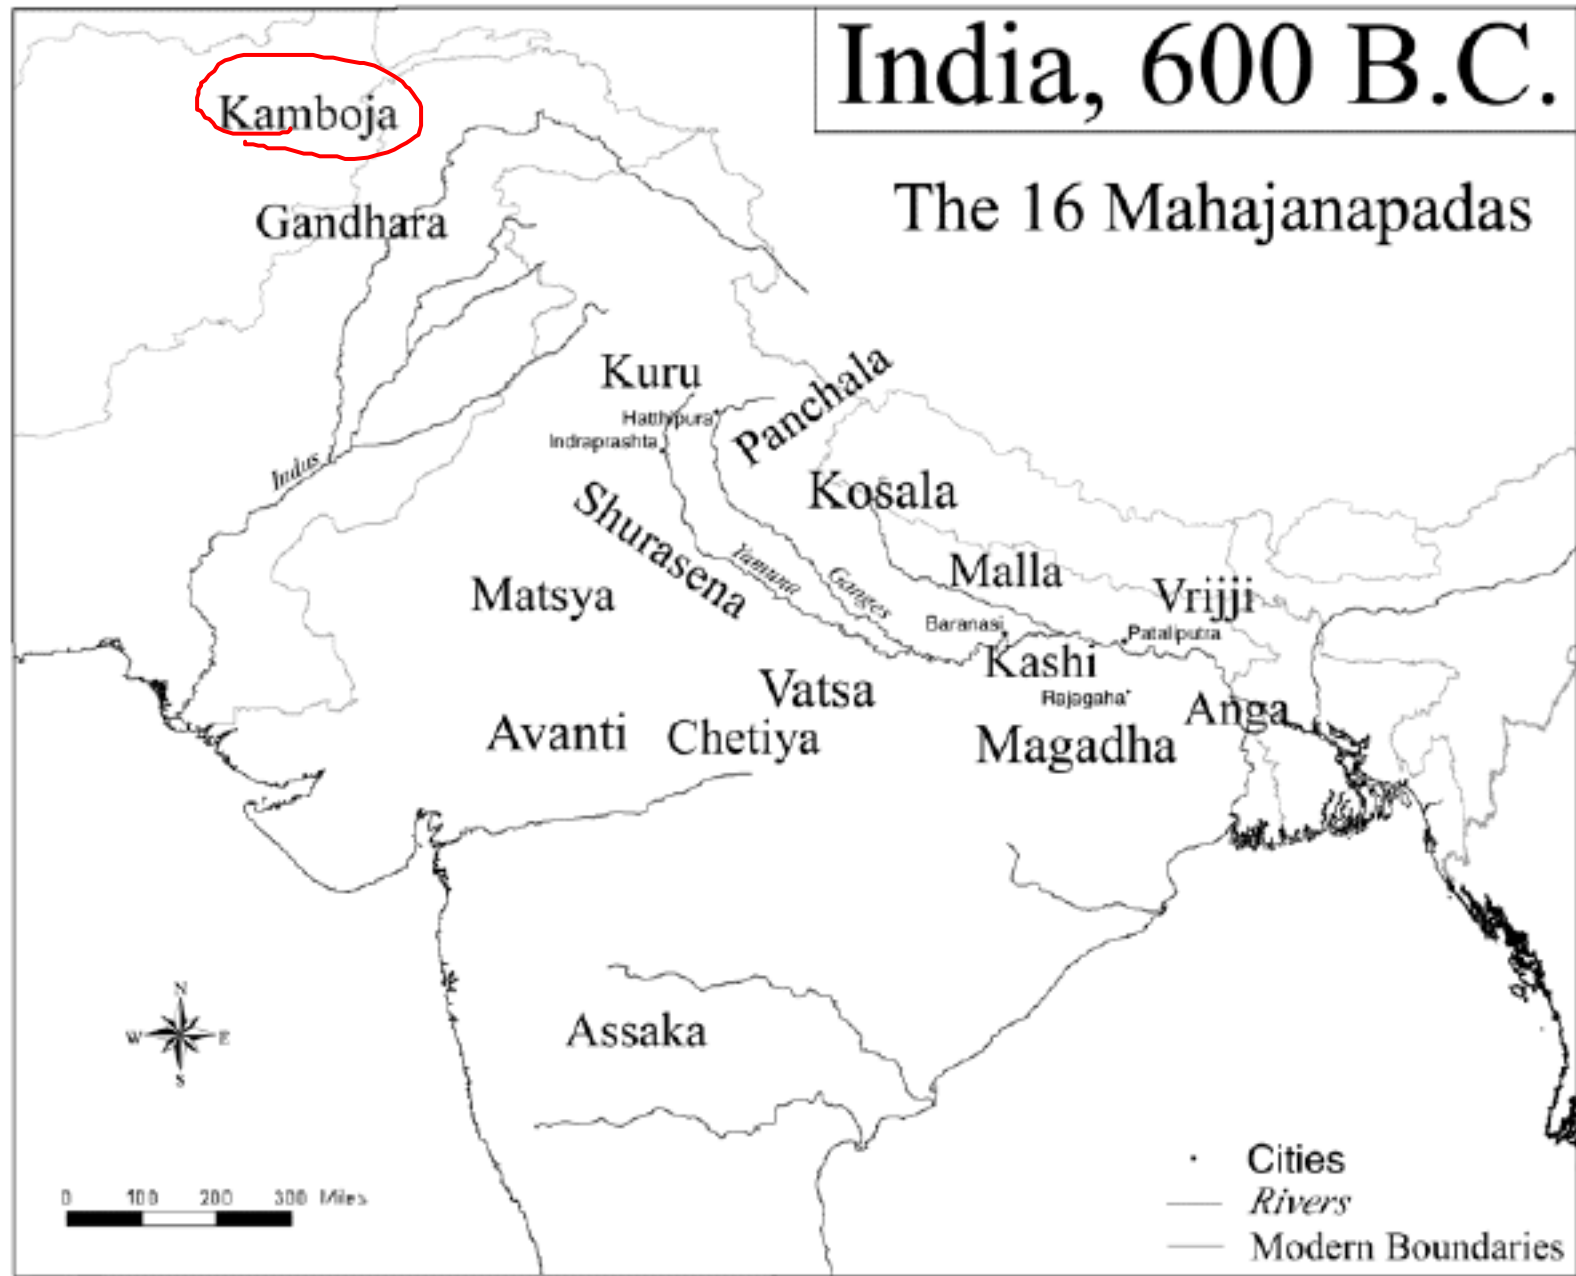 India, 600 B.C.
The 16 Mahajanapadas
Kamboja
Gandhara
Kuru
Hatthipura
Indraprashta
Panchala
Indus
Kosala
Shurasena
Yamuna
Ganges
Malla
Matsya
Vrijji
Baranasi
Pataliputra
Kashi
Vatsa
Rajagaha
Anga
Avanti
Chetiya
Magadha
Assaka
N
W E
S
0 100 200 300 Miles
Cities
Rivers
Modern Boundaries